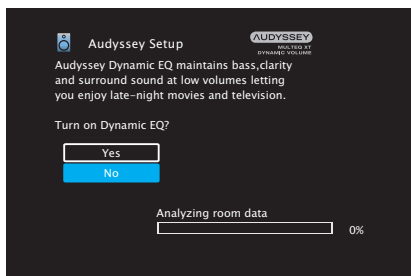 Audyssey Setup
AUDYSSEY
MULTEQ XT
DYNAMIC VOLUME
Audyssey Dynamic EQ maintains bass,clarity
and surround sound at low volumes letting
you enjoy late-night movies and television.
Turn on Dynamic EQ?
Yes
No
Analyzing room data
0%